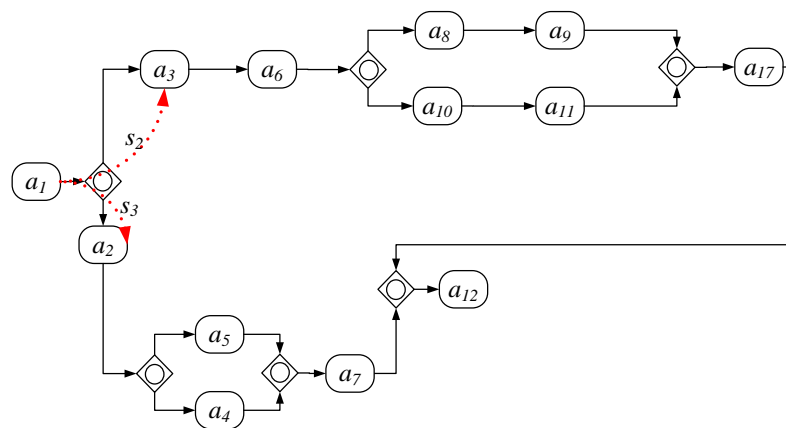 a₈ a₉
a₃ a₆ a₁₇
a₁₀ a₁₁
s₂
a₁
s₃
a₂
a₁₂
a₅
a₇
a₄